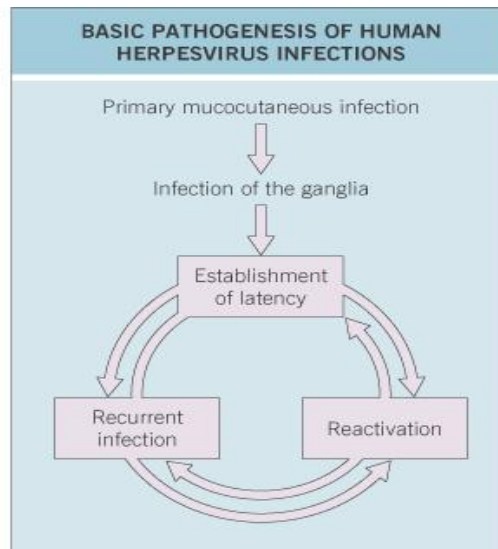 BASIC PATHOGENESIS OF HUMAN
HERPESVIRUS INFECTIONS
Primary mucocutaneous infection
Infection of the ganglia
Establishment
of latency
Recurrent
infection
Reactivation